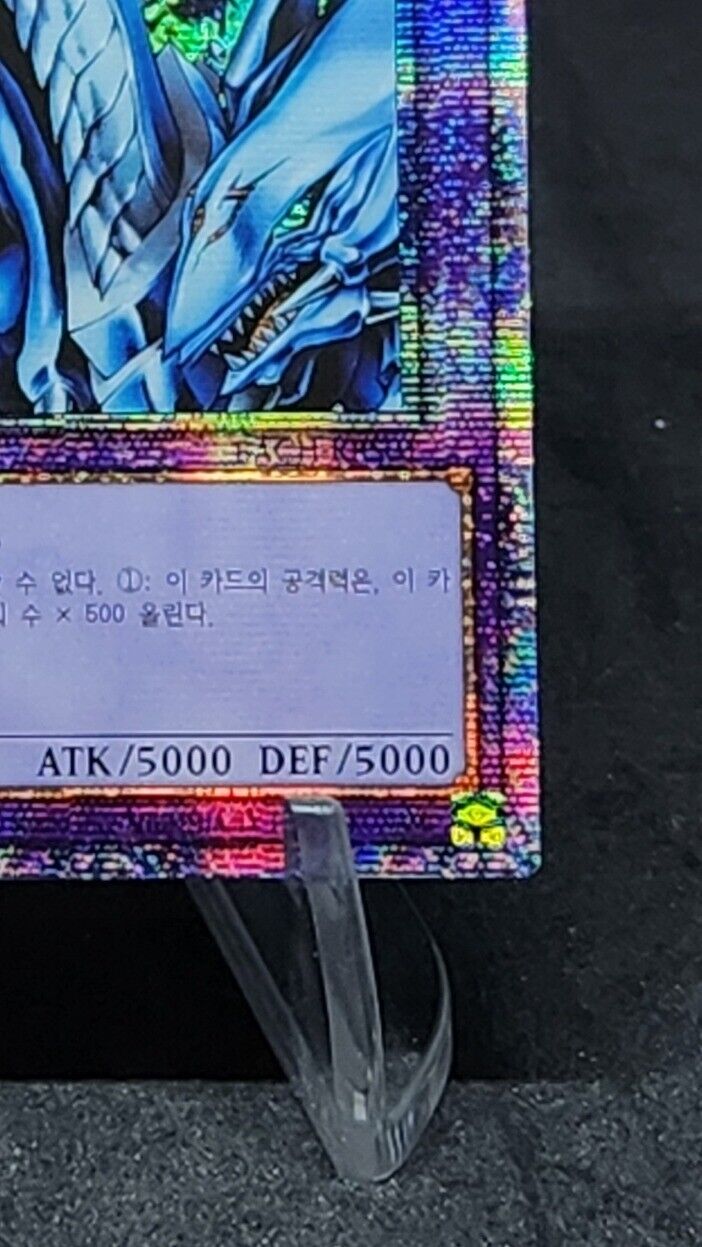 수 없다. ①: 이 카드의 공격력은, 이 카
수 × 500 올린다.
ATK/5000 DEF/5000